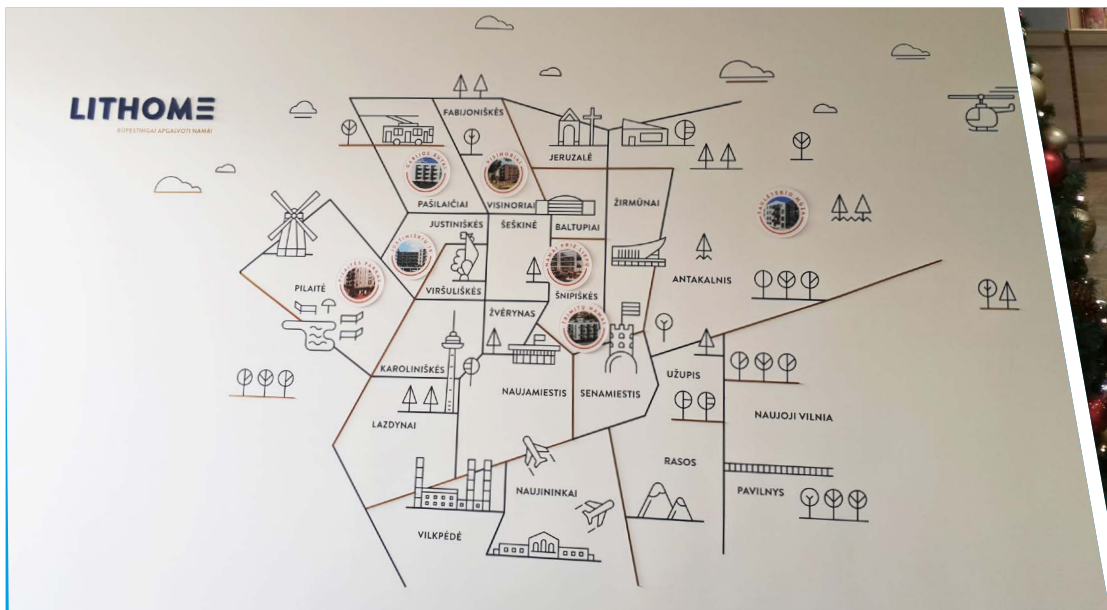 LITHOME
RŪPESTINGAI APGALVOTI NAMAI
FABIJONIŠKĖS
JERUZALĖ
PAŠILAIČIAI
VISINORIAI
ŽIRMŪNAI
JUSTINIŠKĖS
ŠEŠKINĖ
BALTUPIAI
ANTAKALNIS
PILAITĖ
VIRŠULIŠKĖS
ŠNIPIŠKĖS
ŽVĖRYNAS
KAROLINIŠKĖS
UŽUPIS
NAUJAMIESTIS
SENAMIESTIS
NAUJOJI VILNIA
LAZDYNAI
RASOS
NAUJININKAI
PAVILNYS
VILKPĖDĖ